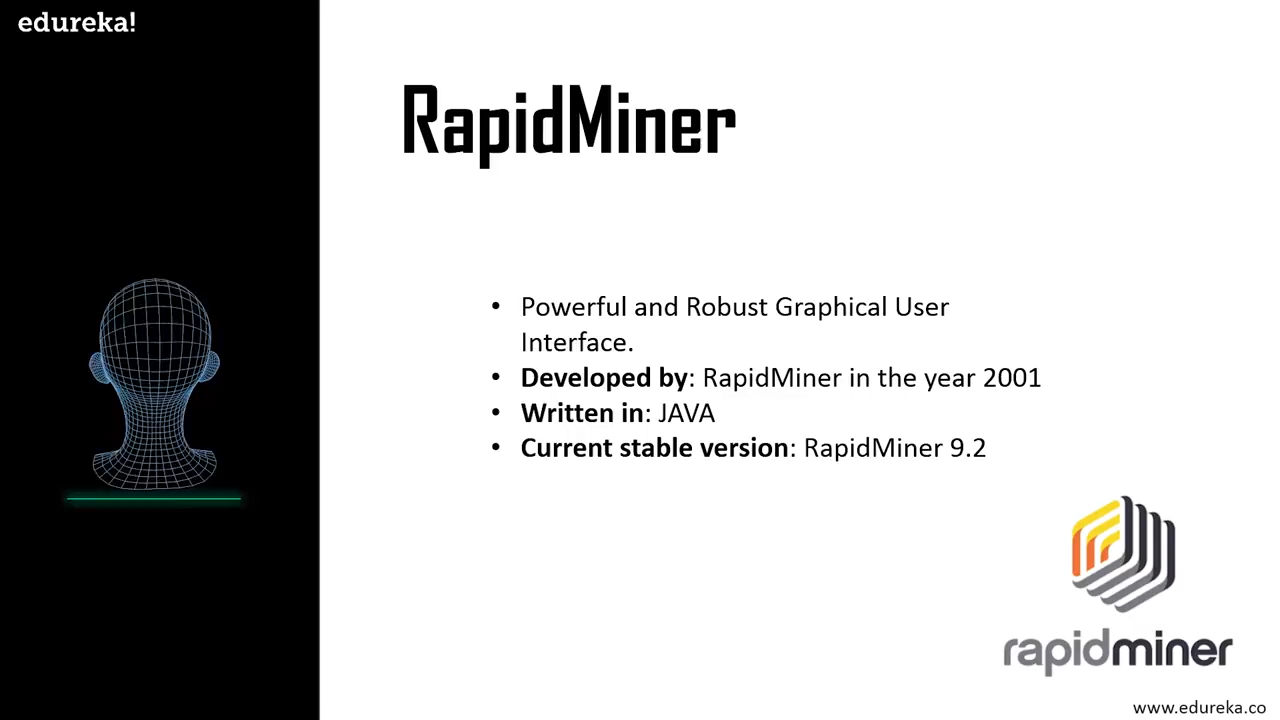 edureka!
RapidMiner
• Powerful and Robust Graphical User
Interface.
• Developed by: RapidMiner in the year 2001
• Written in: JAVA
• Current stable version: RapidMiner 9.2
rapidminer
www.edureka.co